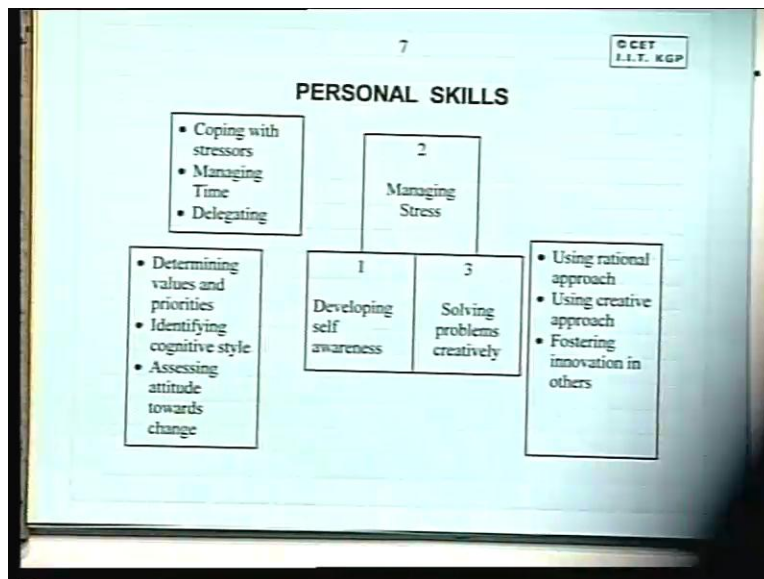 7
© CET
I.I.T. KGP
PERSONAL SKILLS
• Coping with
stressors
• Managing
Time
• Delegating
2
Managing
Stress
• Determining
values and
priorities
• Identifying
cognitive style
• Assessing
attitude
towards
change
1
Developing
self
awareness
3
Solving
problems
creatively
• Using rational
approach
• Using creative
approach
• Fostering
innovation in
others